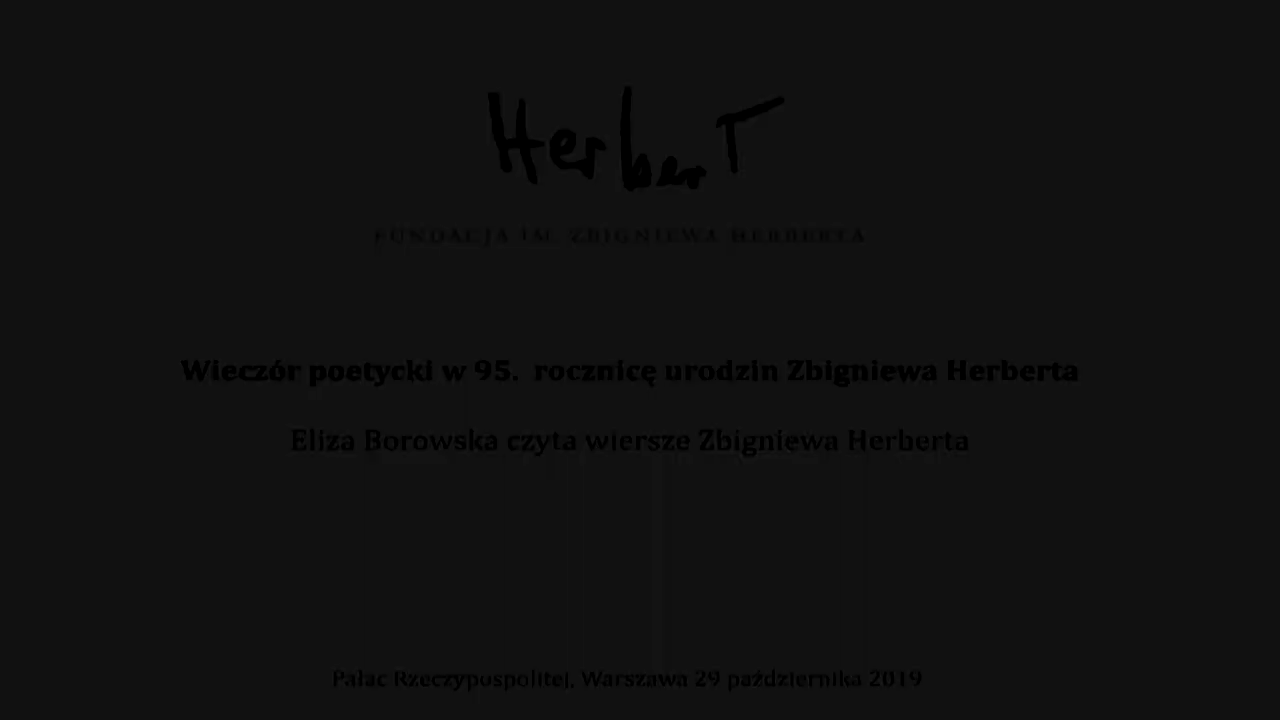 HerberT
FUNDACJA IM. ZBIGNIEWA HERBERTA
Wieczór poetycki w 95. rocznicę urodzin Zbigniewa Herberta
Eliza Borowska czyta wiersze Zbigniewa Herberta
Pałac Rzeczypospolitej, Warszawa 29 października 2019